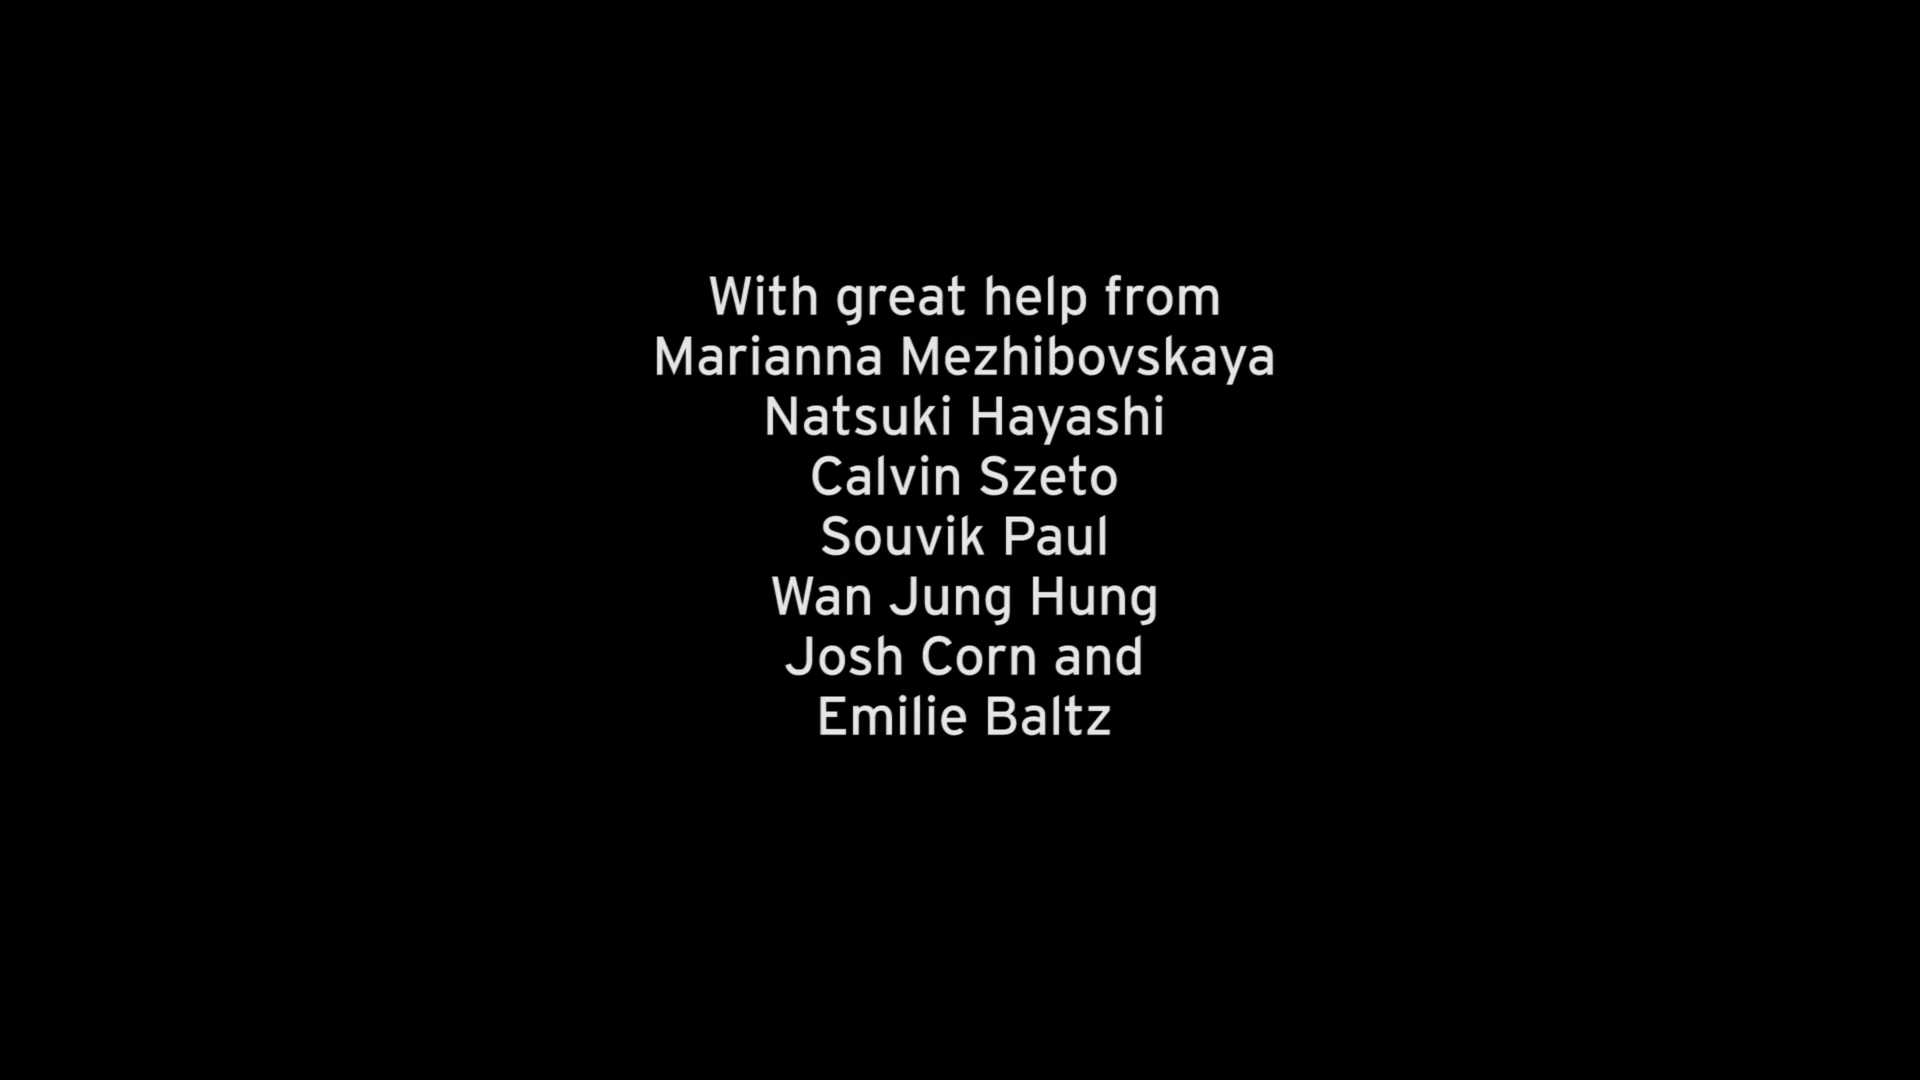 With great help from
Marianna Mezhibovskaya
Natsuki Hayashi
Calvin Szeto
Souvik Paul
Wan Jung Hung
Josh Corn and
Emilie Baltz